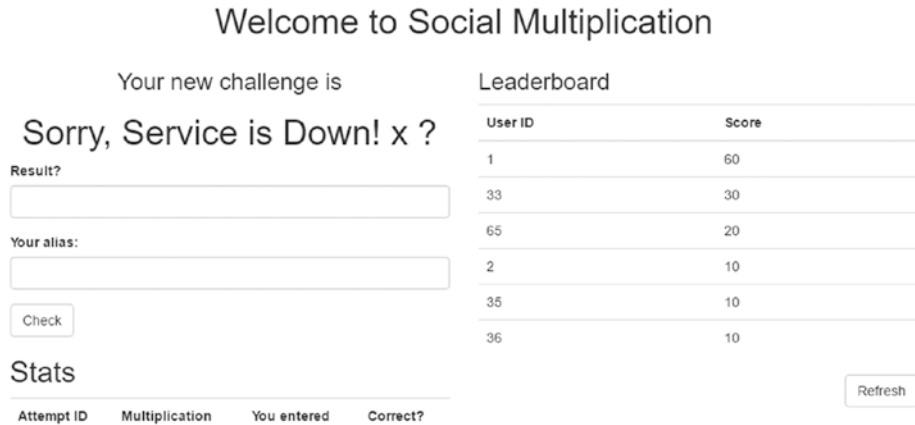 Welcome to Social Multiplication
Your new challenge is
Sorry, Service is Down! x ?
Result?
Your alias:
Check
Stats
Attempt ID Multiplication You entered Correct?
Leaderboard
User ID Score
1 60
33 30
65 20
2 10
35 10
36 10
Refresh